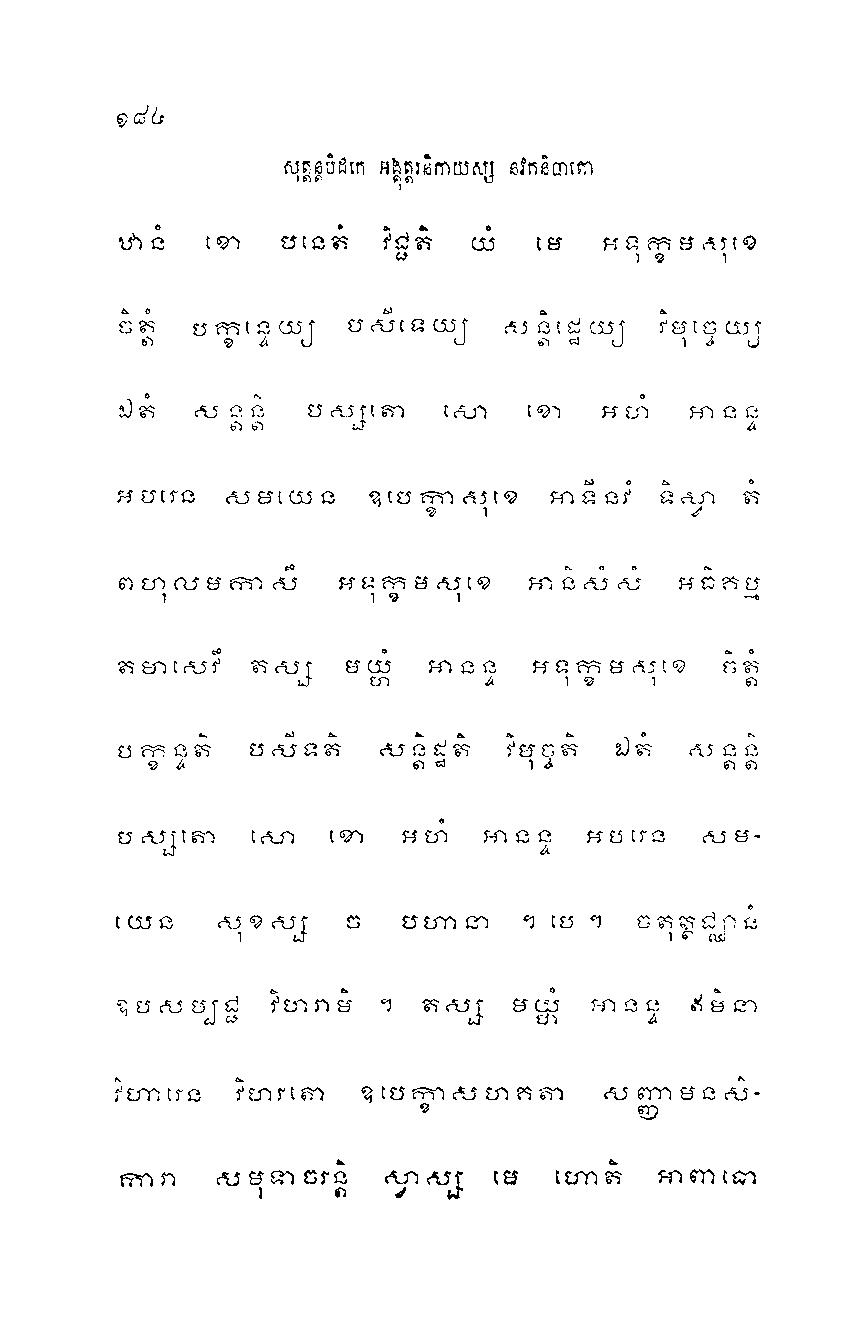 ១៨៤
សុត្តន្តបិដកេ អង្គុត្តរនិកាយស្ស នវកនិបាតោ
ឋានំ ខោ បនេតំ វិជ្ជតិ យំ មេ អទុក្ខមសុខេ
ចិត្តំ បក្ខន្ទេយ្យ បសីទេយ្យ សន្តិដ្ឋេយ្យ វិមុច្ចេយ្យ
ឯតំ សន្តន្តិ បស្សតោ សោ ខោ អហំ អានន្ទ
អបរេន សមយេន ឧបេក្ខាសុខេ អាទីនវំ ទិស្វា តំ
ពហុលមកាសឹ អទុក្ខមសុខេ អានិសំសំ អធិគម្ម
តមាសេវឹ តស្ស មយ្ហំ អានន្ទ អទុក្ខមសុខេ ចិត្តំ
បក្ខន្ទតិ បសីទតិ សន្តិដ្ឋតិ វិមុច្ចតិ ឯតំ សន្តន្តិ
បស្សតោ សោ ខោ អហំ អានន្ទ អបរេន សម-
យេន សុខស្ស ច បហានា ។ បេ ។ ចតុត្ថជ្ឈានំ
ឧបសម្បជ្ជ វិហរាមិ ។ តស្ស មយ្ហំ អានន្ទ ឥមិនា
វិហារេន វិហរតោ ឧបេក្ខាសហគតា សញ្ញាមនសិ-
ការា សមុទាចរន្តិ ស្វាស្ស មេ ហោតិ អាពាធោ